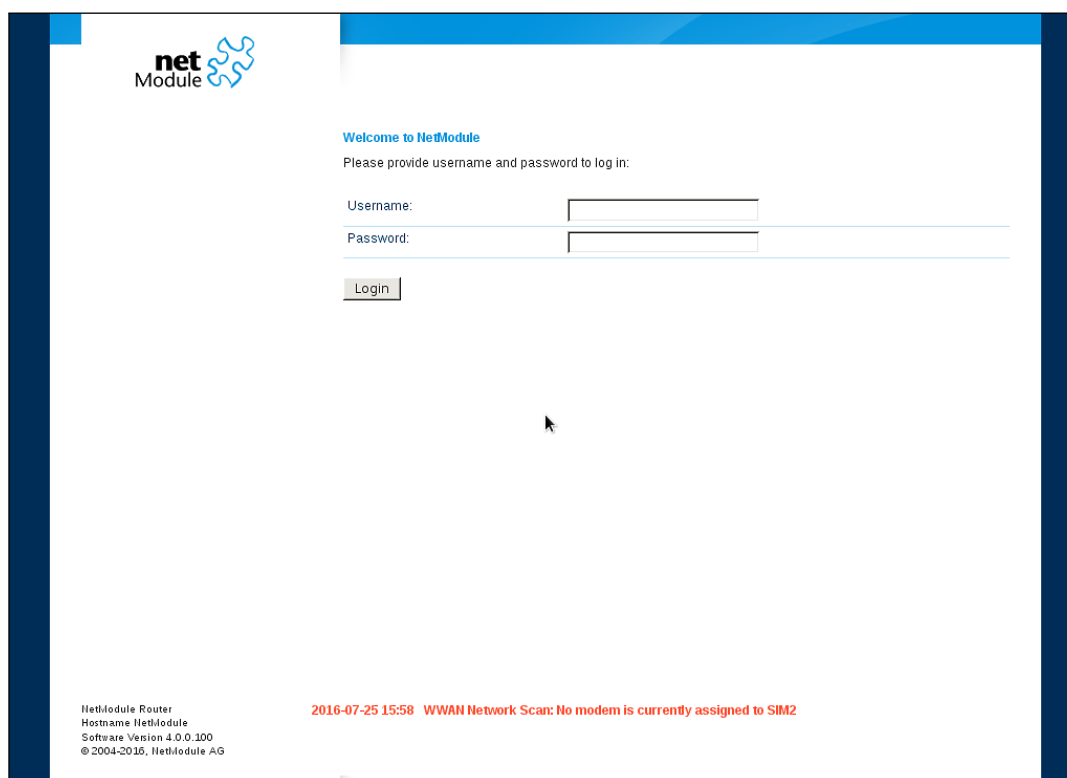 net
Module
Welcome to NetModule
Please provide username and password to log in:
Username:
Password:
Login
NetModule Router
Hostname NetModule
Software Version 4.0.0.100
© 2004-2016, NetModule AG
2016-07-25 15:58 WWAN Network Scan: No modem is currently assigned to SIM2